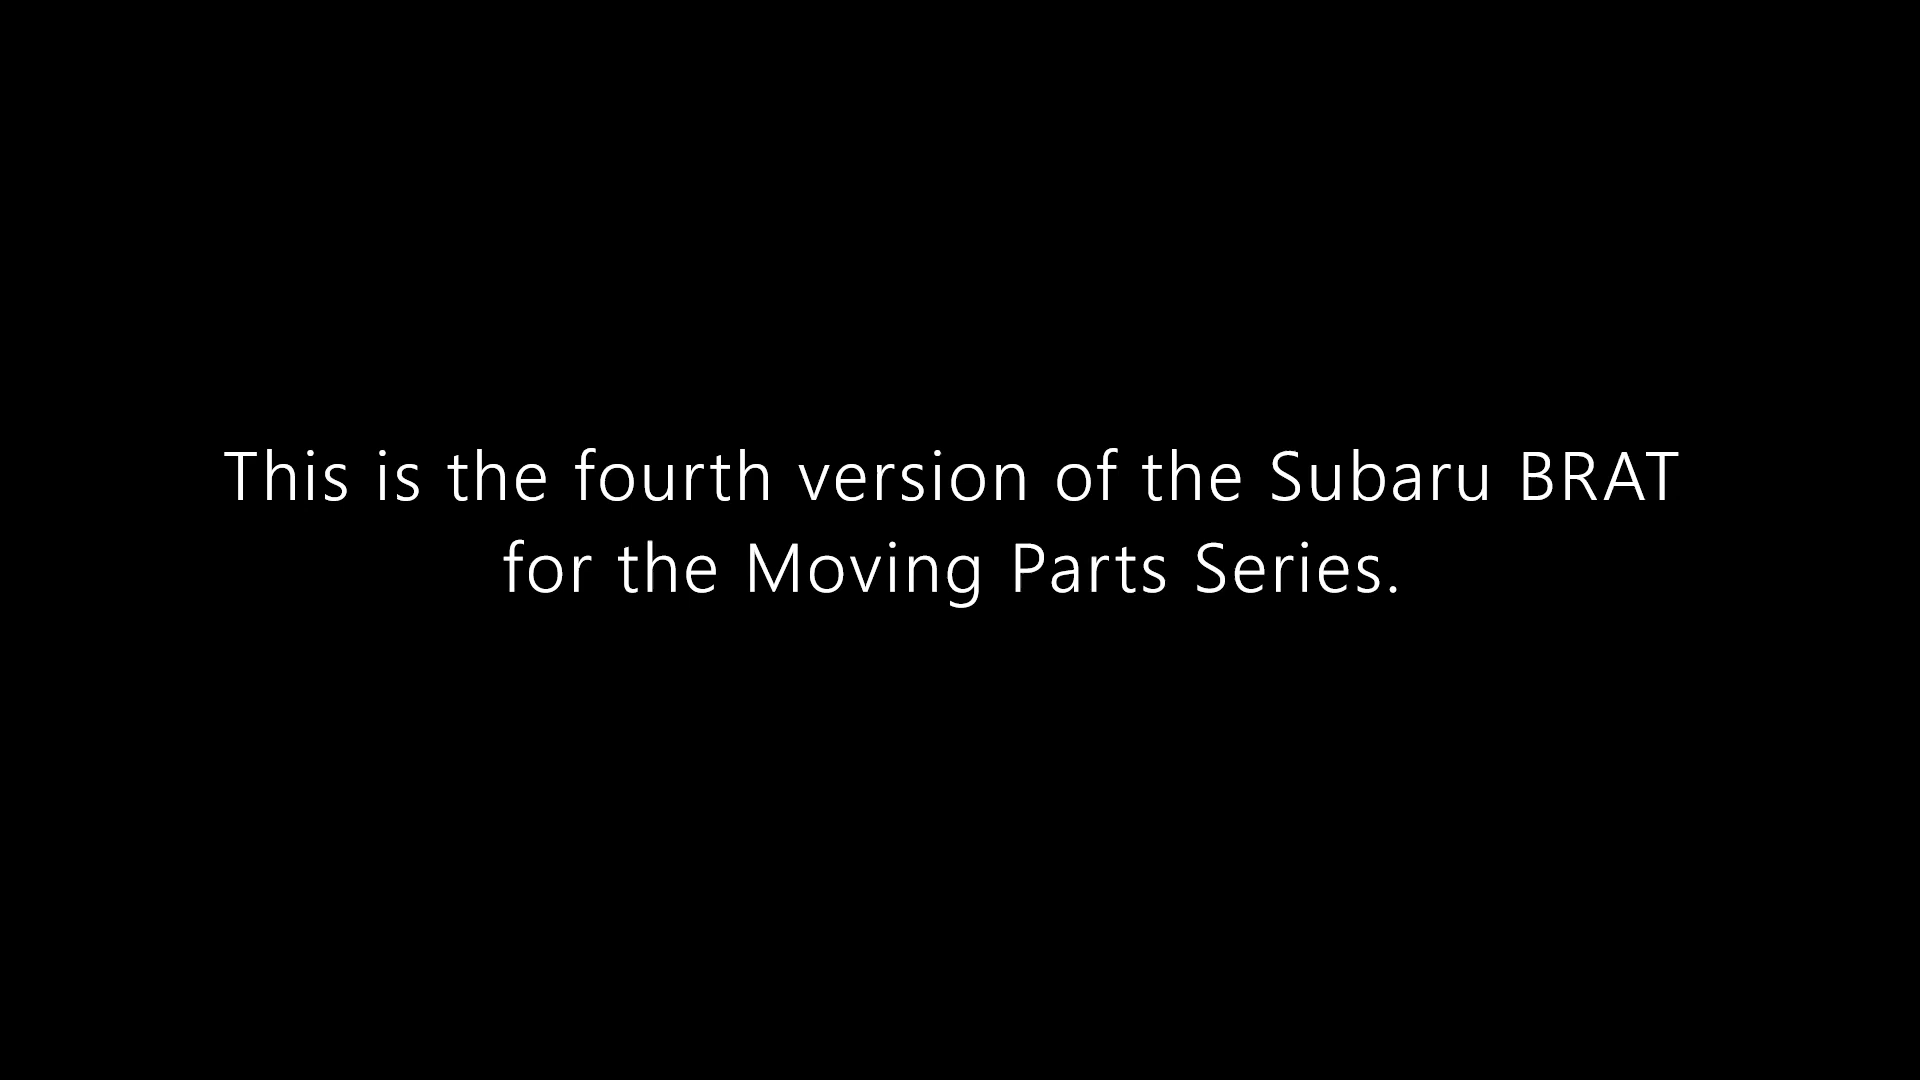 This is the fourth version of the Subaru BRAT
for the Moving Parts Series.